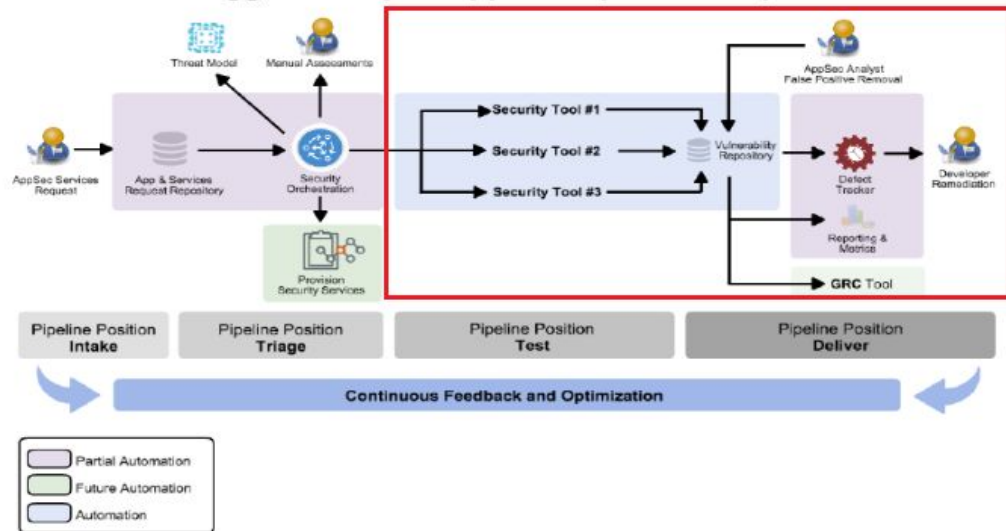 Threat Model
Manual Assessments
AppSec Analyst
False Positive Removal
Security Tool #1
AppSec Services
Request
App & Services
Request Repository
Security
Orchestration
Security Tool #2
Vulnerability
Repository
Defect
Tracker
Developer
Remediation
Security Tool #3
Reporting &
Metrics
Provision
Security Services
GRC Tool
Pipeline Position
Intake
Pipeline Position
Triage
Pipeline Position
Test
Pipeline Position
Deliver
Continuous Feedback and Optimization
Partial Automation
Future Automation
Automation